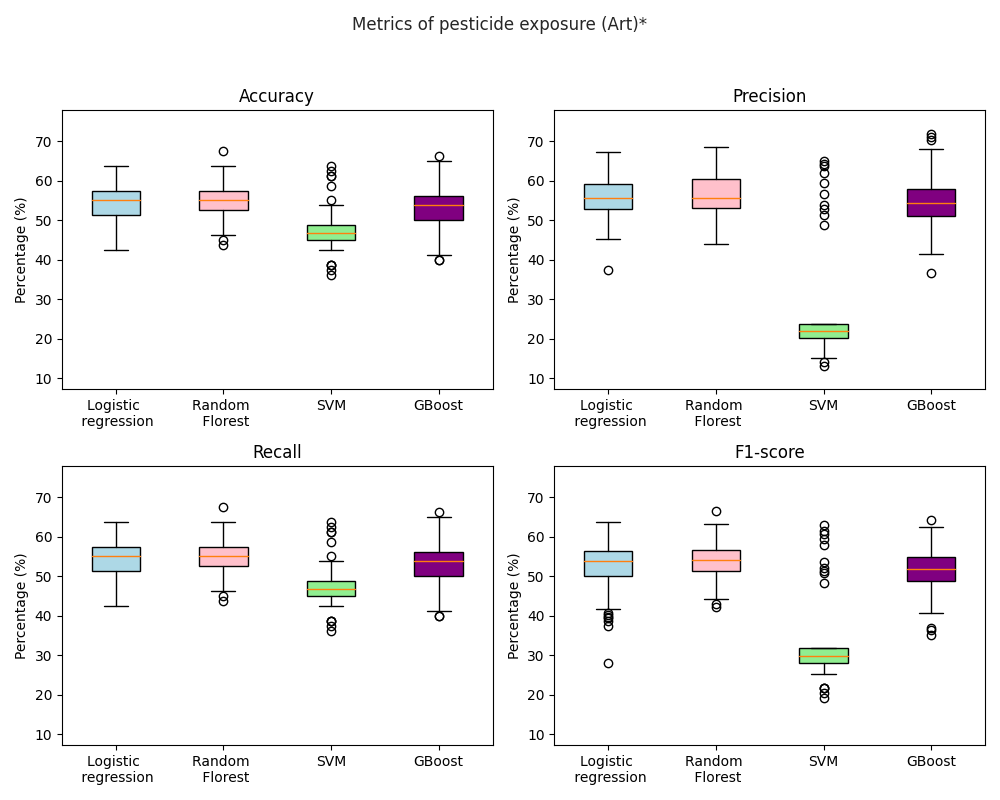 Metrics of pesticide exposure (Art)*
Accuracy
Percentage (%)
70
60
50
40
30
20
10
Logistic
regression
Random
Florest
SVM
GBoost
Precision
Percentage (%)
70
60
50
40
30
20
10
Logistic
regression
Random
Florest
SVM
GBoost
Recall
Percentage (%)
70
60
50
40
30
20
10
Logistic
regression
Random
Florest
SVM
GBoost
F1-score
Percentage (%)
70
60
50
40
30
20
10
Logistic
regression
Random
Florest
SVM
GBoost